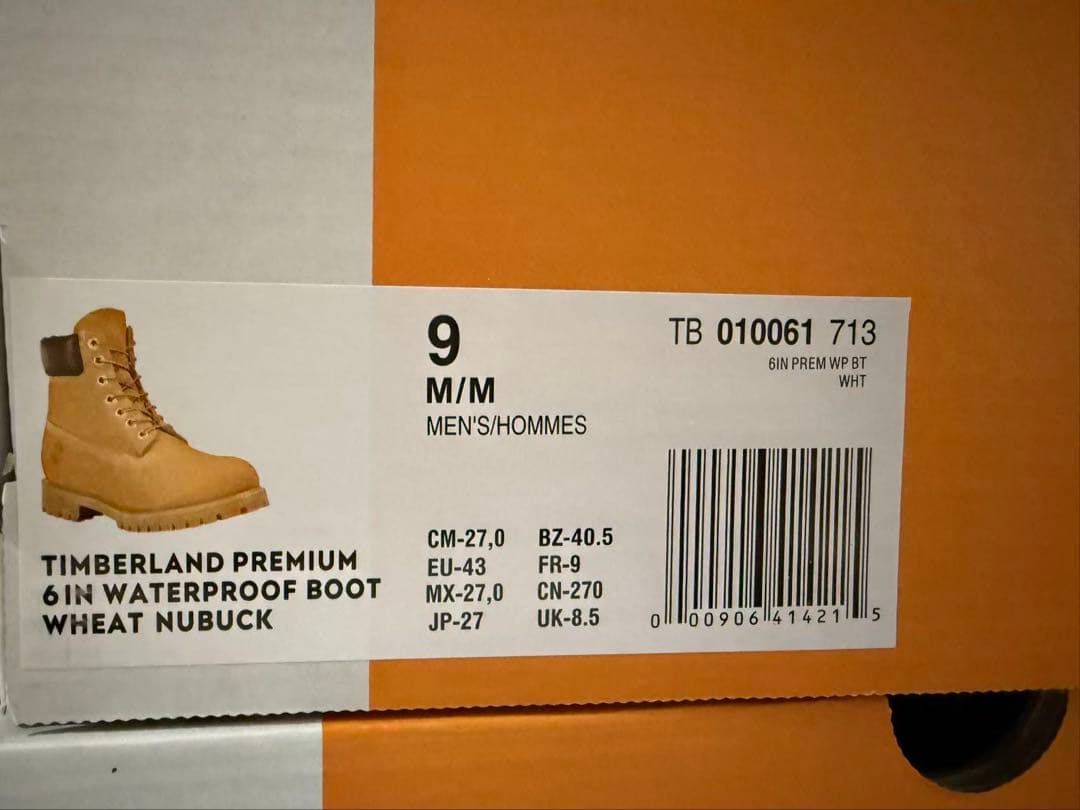 9
M/M
MEN'S/HOMMES
TB 010061 713
6IN PREM WP BT
WHT
TIMBERLAND PREMIUM
6 IN WATERPROOF BOOT
WHEAT NUBUCK
CM-27,0 BZ-40.5
EU-43 FR-9
MX-27,0 CN-270
JP-27 UK-8.5
0 00906 41421 5